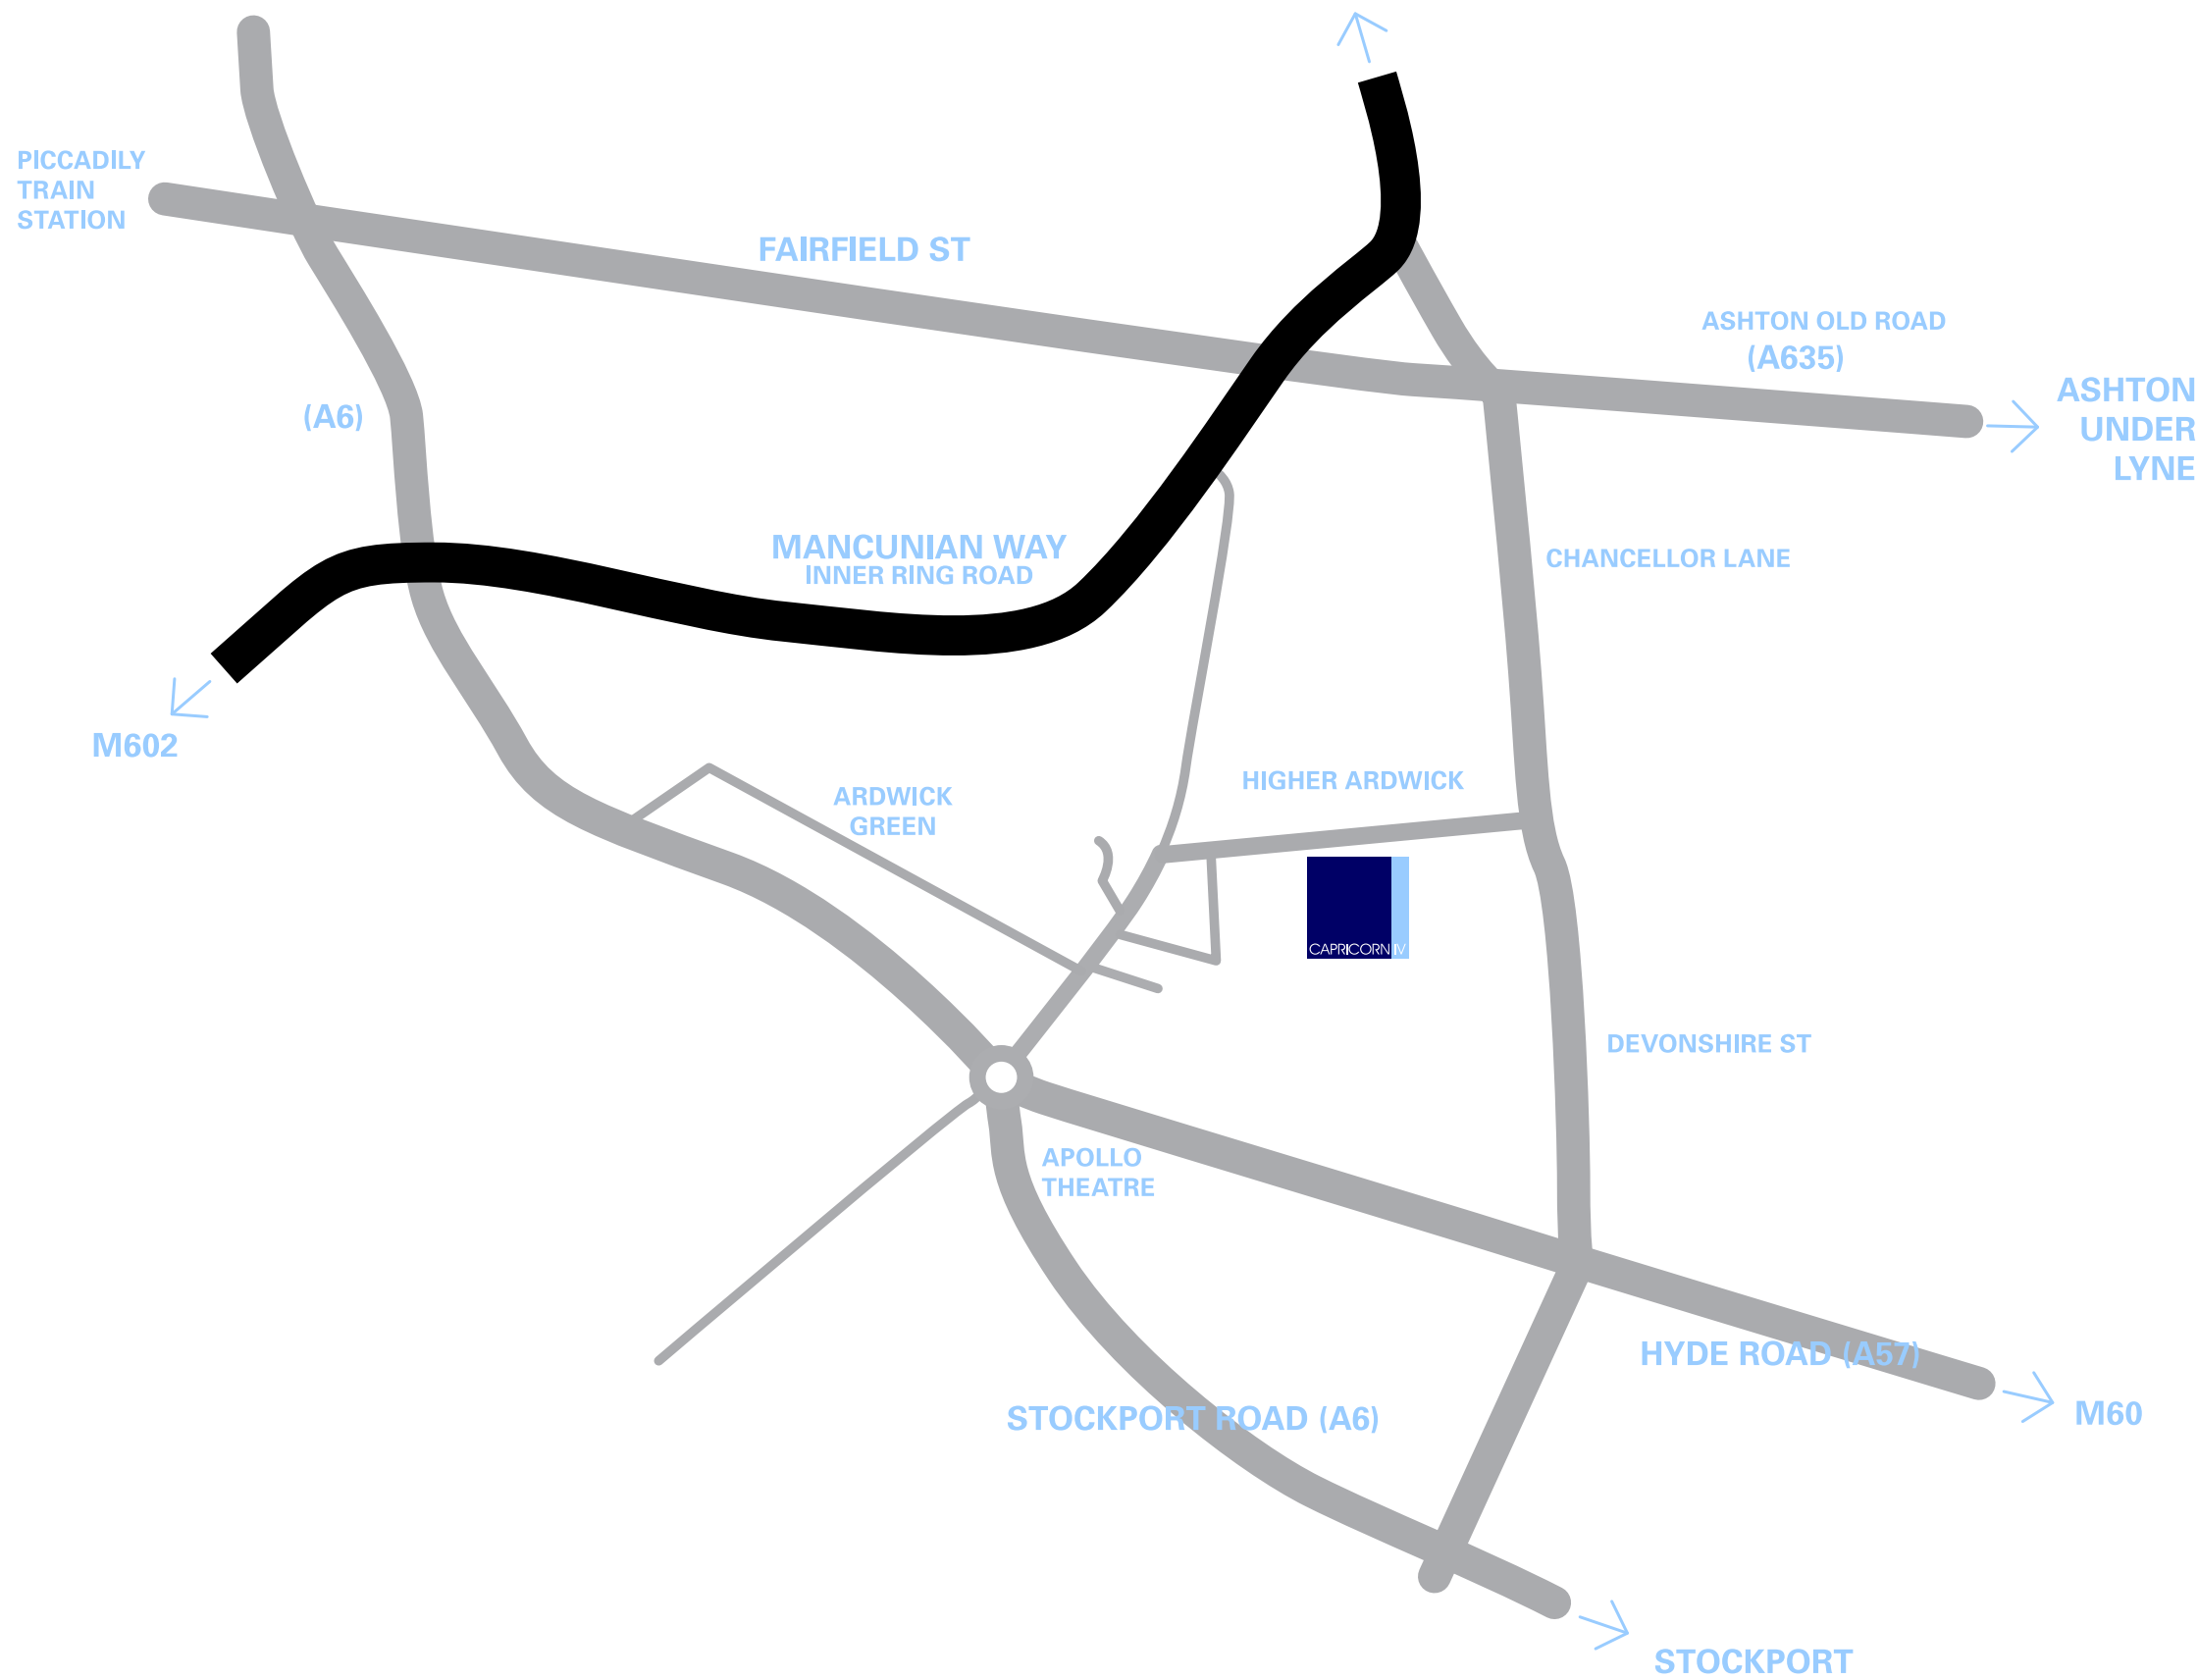 PICCADILY
TRAIN
STATION
FAIRFIELD ST
ASHTON OLD ROAD
(A635)
ASHTON
UNDER
LYNE
(A6)
MANCUNIAN WAY
INNER RING ROAD
CHANCELLOR LANE
M602
ARDWICK
GREEN
HIGHER ARDWICK
CAPRICORN IV
DEVONSHIRE ST
APOLLO
THEATRE
HYDE ROAD (A57)
M60
STOCKPORT ROAD (A6)
STOCKPORT